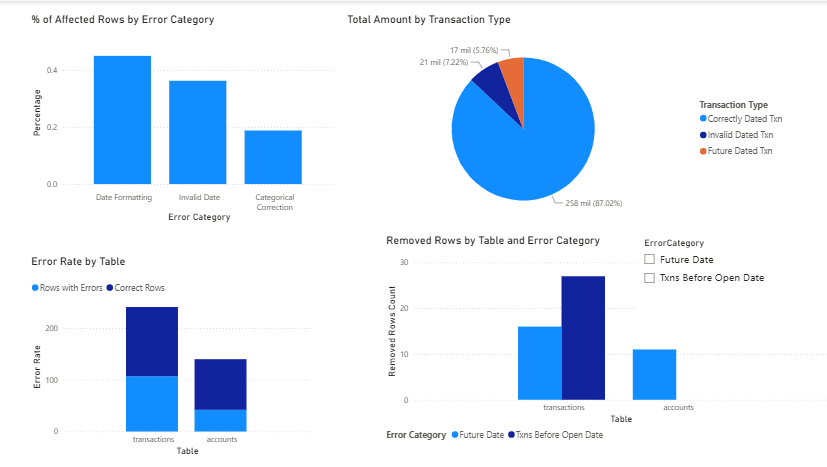 % of Affected Rows by Error Category
Percentage
0.4
0.2
0.0
Date Formatting
Invalid Date
Categorical
Correction
Error Category
Total Amount by Transaction Type
17 mil (5.76%)
21 mil (7.22%)
258 mil (87.02%)
Transaction Type
Correctly Dated Txn
Invalid Dated Txn
Future Dated Txn
Error Rate by Table
Rows with Errors Correct Rows
Error Rate
200
100
0
transactions
accounts
Table
Removed Rows by Table and Error Category
Removed Rows Count
30
20
10
0
transactions
accounts
Table
Error Category Future Date Txns Before Open Date
ErrorCategory
Future Date
Txns Before Open Date